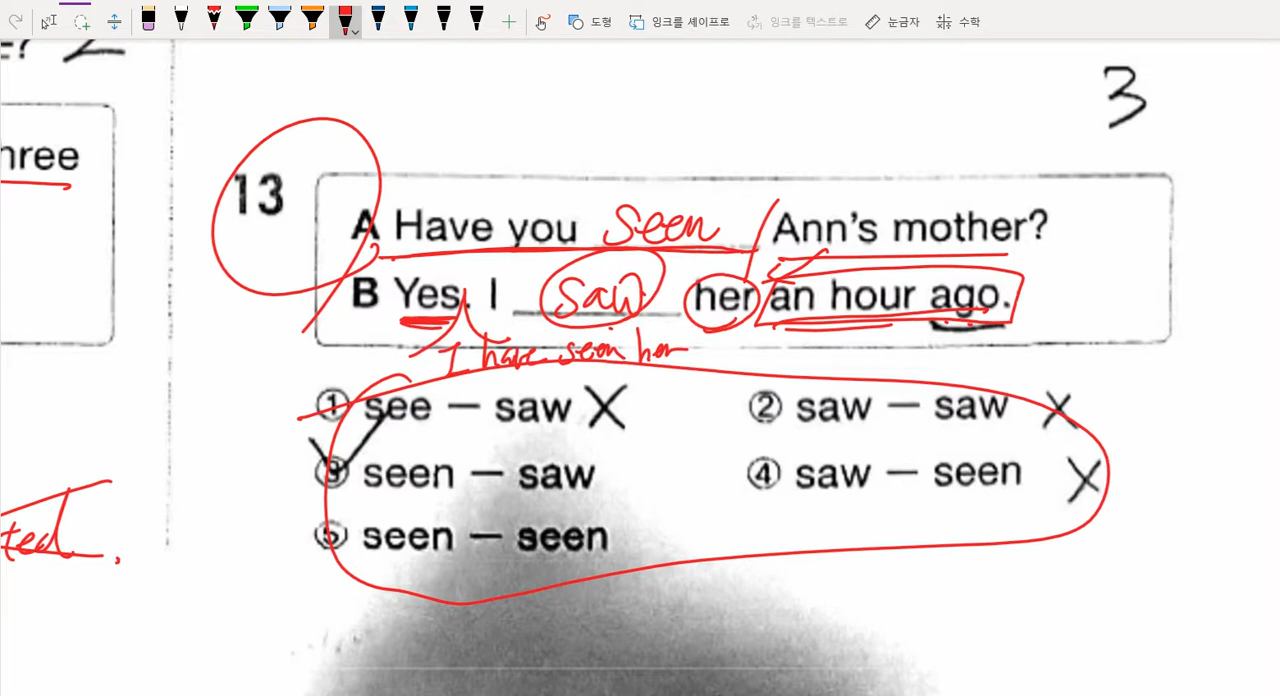 도형 잉크를 셰이프로 잉크를 텍스트로 눈금자 수학
3
hree
13
A Have you seen Ann's mother?
B Yes. I saw her an hour ago.
I have seen her
① see — saw X
② saw — saw X
③ seen — saw
④ saw — seen X
⑤ seen — seen
ted.